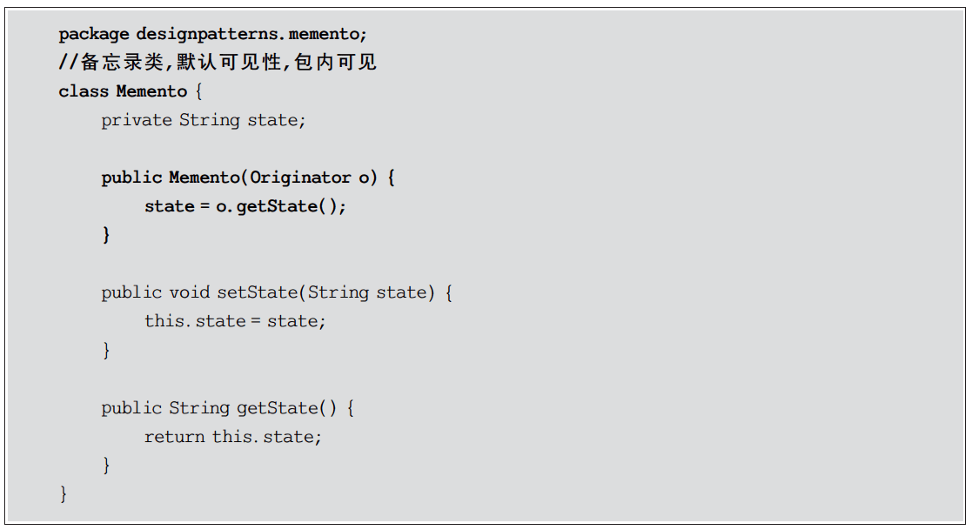 package designpatterns.memento;
//备忘录类,默认可见性,包内可见
class Memento {
    private String state;

    public Memento(Originator o) {
        state = o.getState();
    }

    public void setState(String state) {
        this.state = state;
    }

    public String getState() {
        return this.state;
    }
}